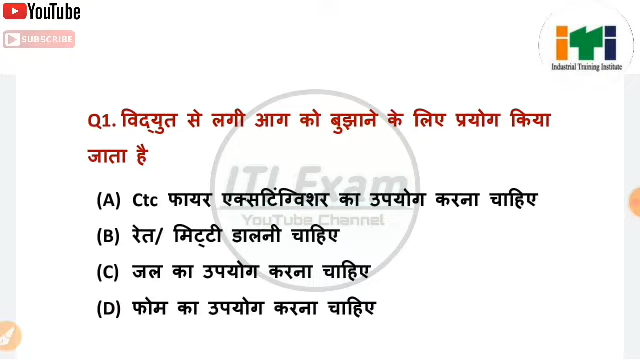 YouTube
SUBSCRIBE
iTi
Industrial Training Institute
Q1. विद्युत से लगी आग को बुझाने के लिए प्रयोग किया
जाता है
ITI Exam
YouTube Channel
(A) Ctc फायर एक्सटिंग्विशर का उपयोग करना चाहिए
(B) रेत/ मिट्टी डालनी चाहिए
(C) जल का उपयोग करना चाहिए
(D) फोम का उपयोग करना चाहिए